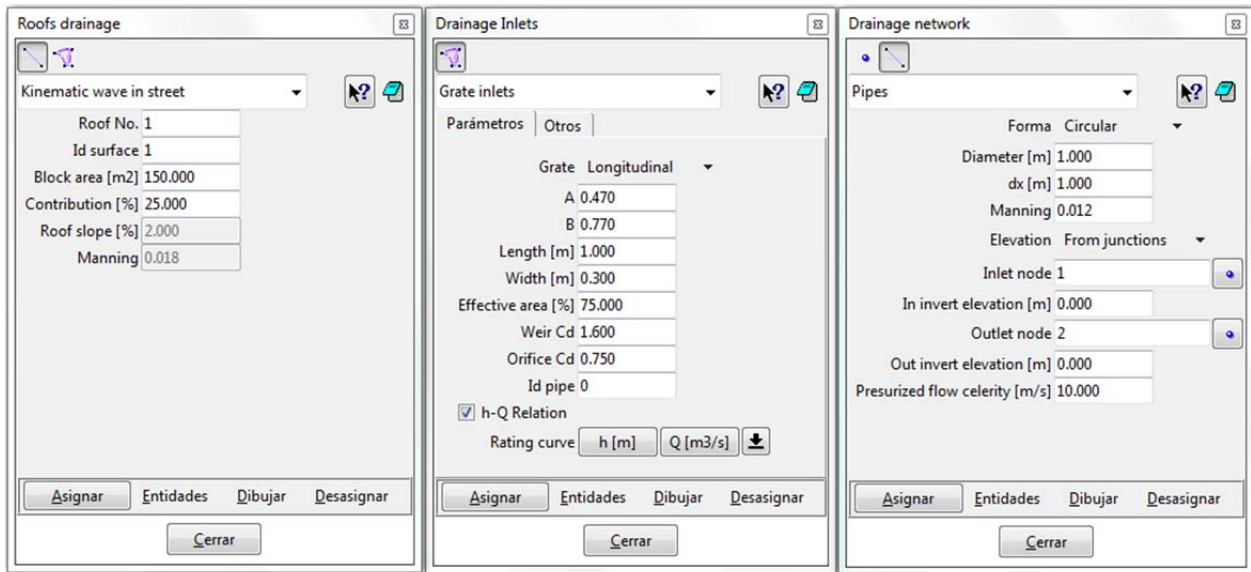 Roofs drainage
Kinematic wave in street
Roof No. 1
Id surface 1
Block area [m2] 150.000
Contribution [%] 25.000
Roof slope [%] 2.000
Manning 0.018
Asignar Entidades Dibujar Desasignar
Cerrar
Drainage Inlets
Grate inlets
Parámetros Otros
Grate Longitudinal
A 0.470
B 0.770
Length [m] 1.000
Width [m] 0.300
Effective area [%] 75.000
Weir Cd 1.600
Orifice Cd 0.750
Id pipe 0
h-Q Relation
Rating curve h [m] Q [m3/s]
Asignar Entidades Dibujar Desasignar
Cerrar
Drainage network
Pipes
Forma Circular
Diameter [m] 1.000
dx [m] 1.000
Manning 0.012
Elevation From junctions
Inlet node 1
In invert elevation [m] 0.000
Outlet node 2
Out invert elevation [m] 0.000
Presurized flow celerity [m/s] 10.000
Asignar Entidades Dibujar Desasignar
Cerrar